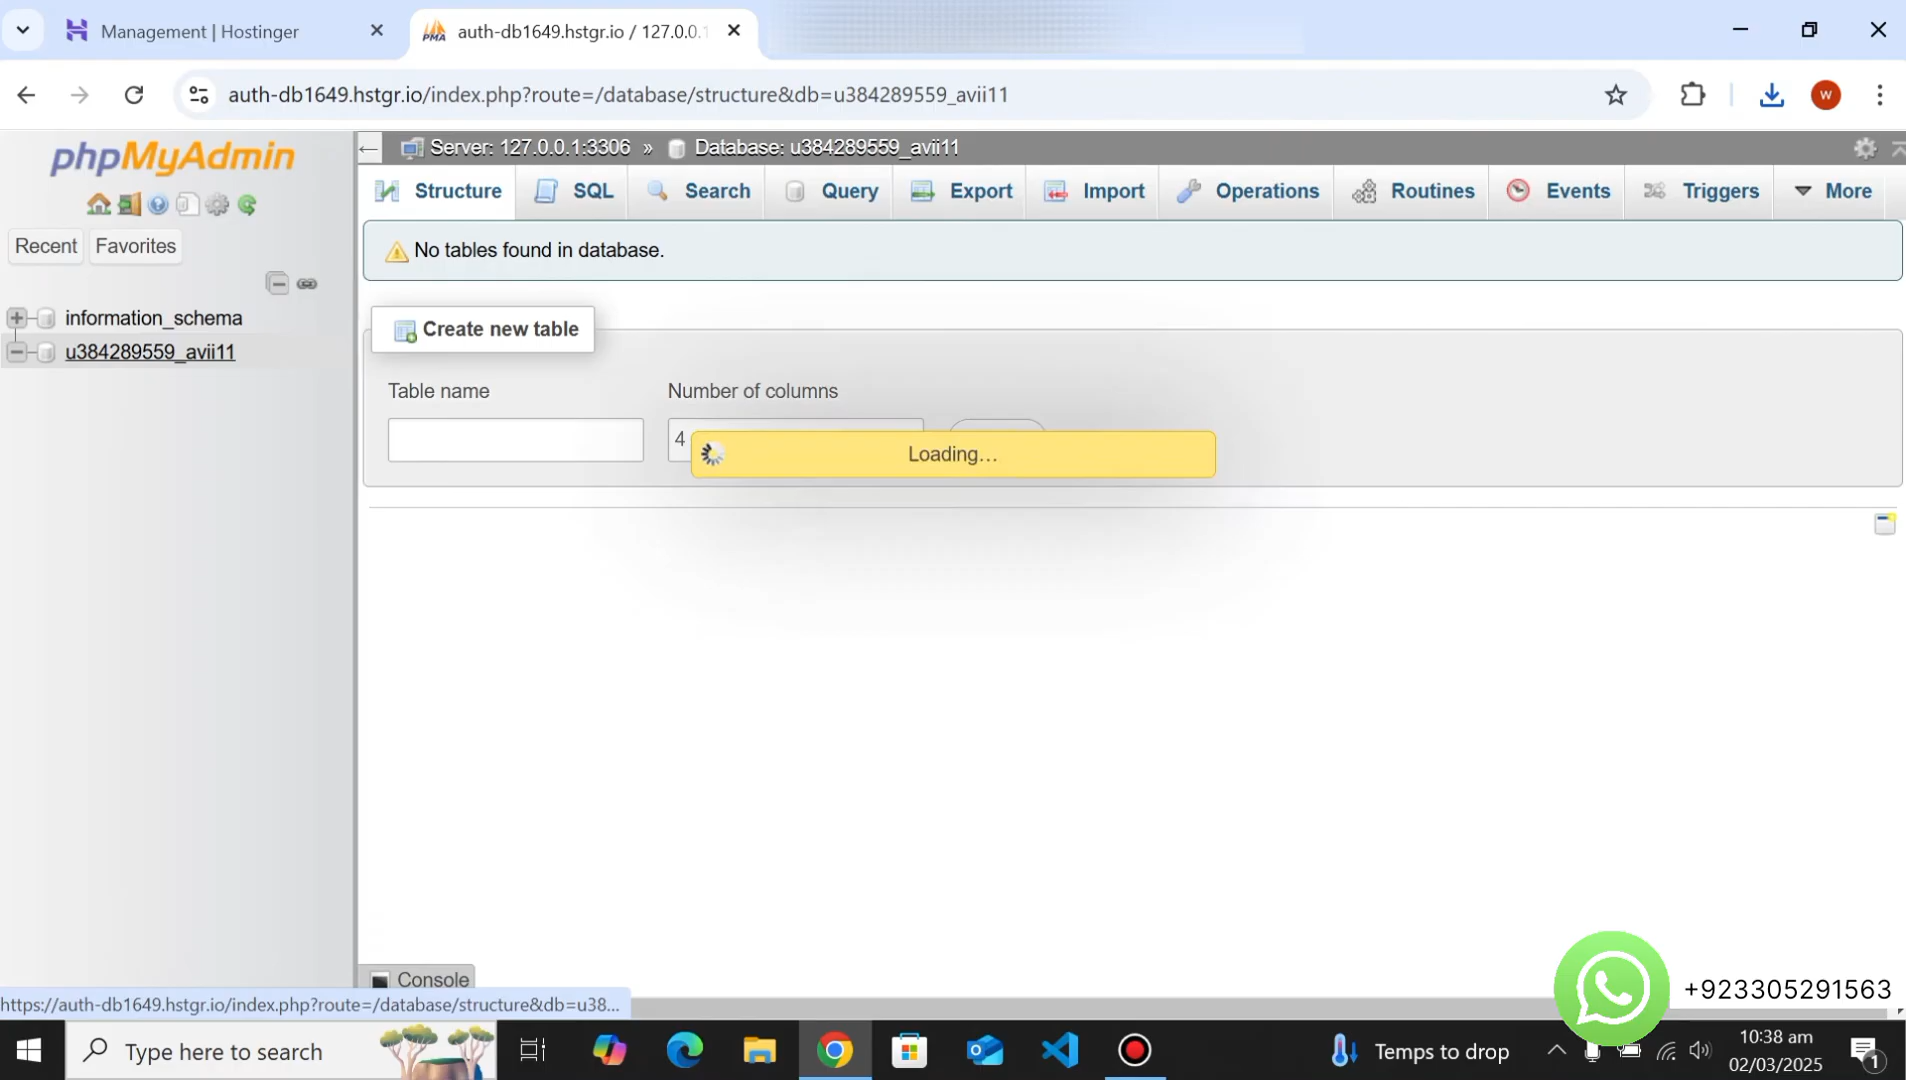 Management | Hostinger
PMA
auth-db1649.hstgr.io / 127.0.0.1
auth-db1649.hstgr.io/index.php?route=/database/structure&db=u384289559_avii11
W
phpMyAdmin
Server: 127.0.0.1:3306 » Database: u384289559_avii11
Structure SQL Search Query Export Import Operations Routines Events Triggers More
Recent Favorites
No tables found in database.
information_schema
u384289559_avii11
Create new table
Table name Number of columns
4
Loading…
Console
https://auth-db1649.hstgr.io/index.php?route=/database/structure&db=u38...
+923305291563
Type here to search
Temps to drop
10:38 am
02/03/2025
1